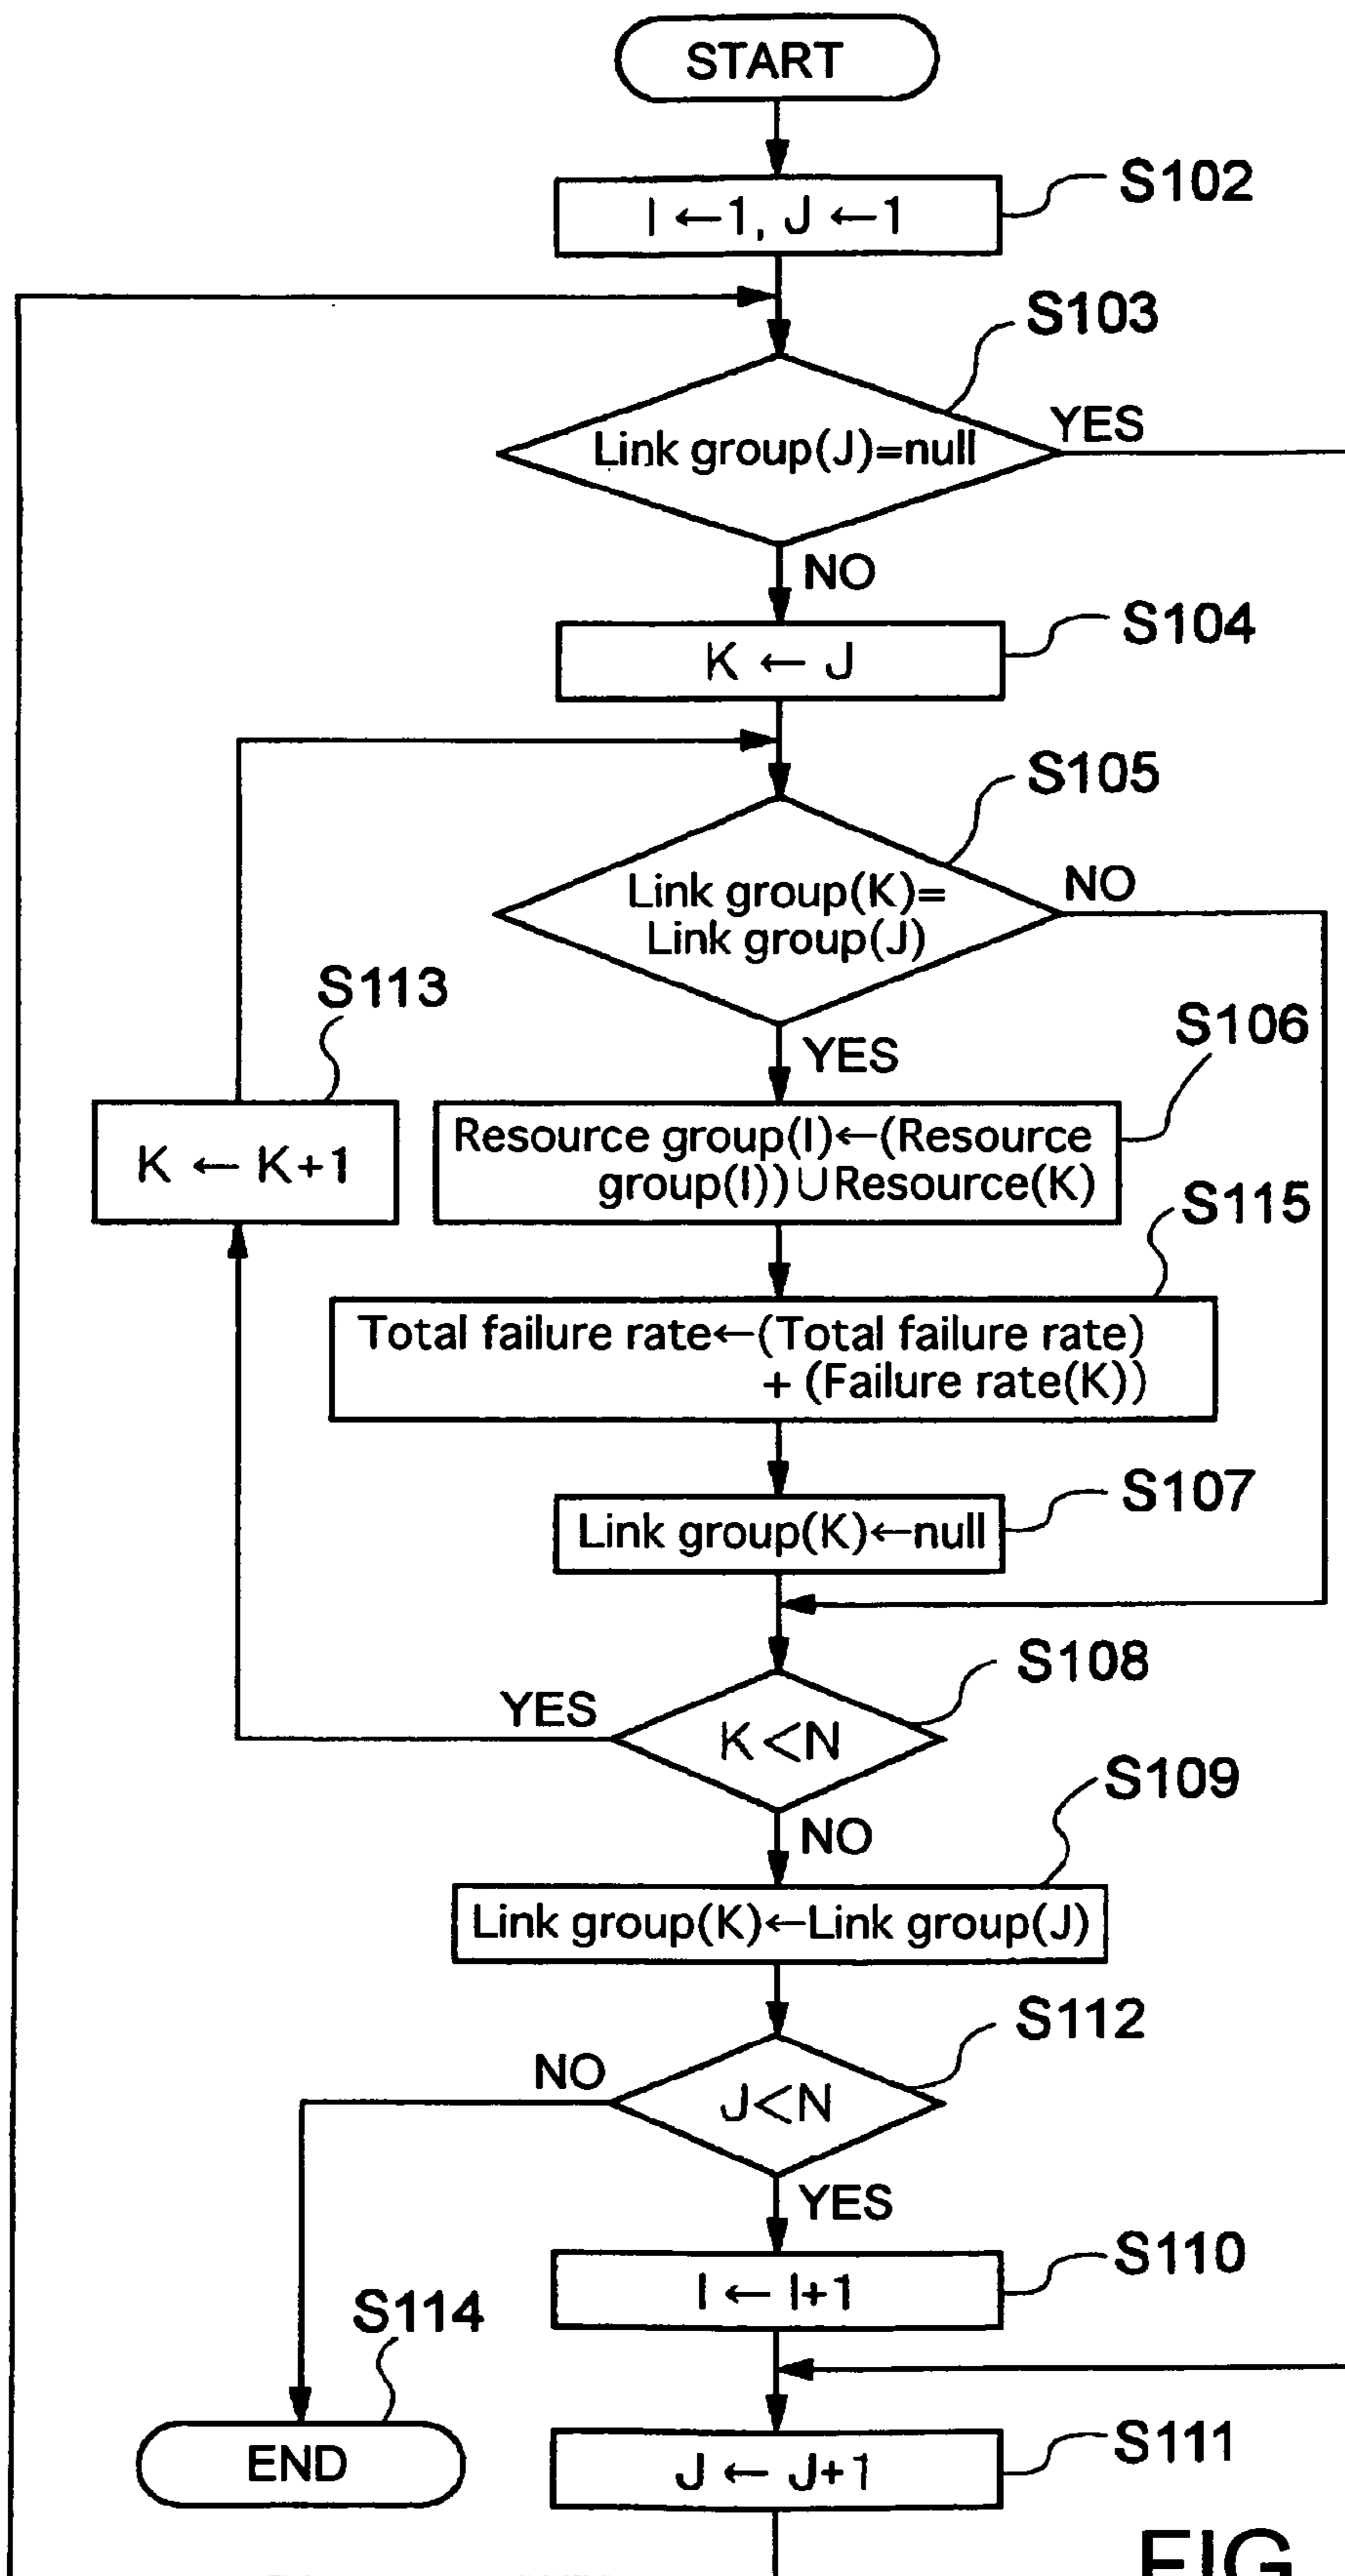 START
S102
I ←1, J ←1
S103
Link group(J)=null
YES
NO
S104
K ← J
S105
Link group(K)=
Link group(J)
NO
S113
YES
S106
K ← K+1
Resource group(I)←(Resource
group(I))∪Resource(K)
S115
Total failure rate←(Total failure rate)
+ (Failure rate(K))
S107
Link group(K)←null
S108
YES
K<N
S109
NO
Link group(K)←Link group(J)
S112
NO
J<N
YES
S110
I ← I+1
S114
END
S111
J ← J+1
FIG